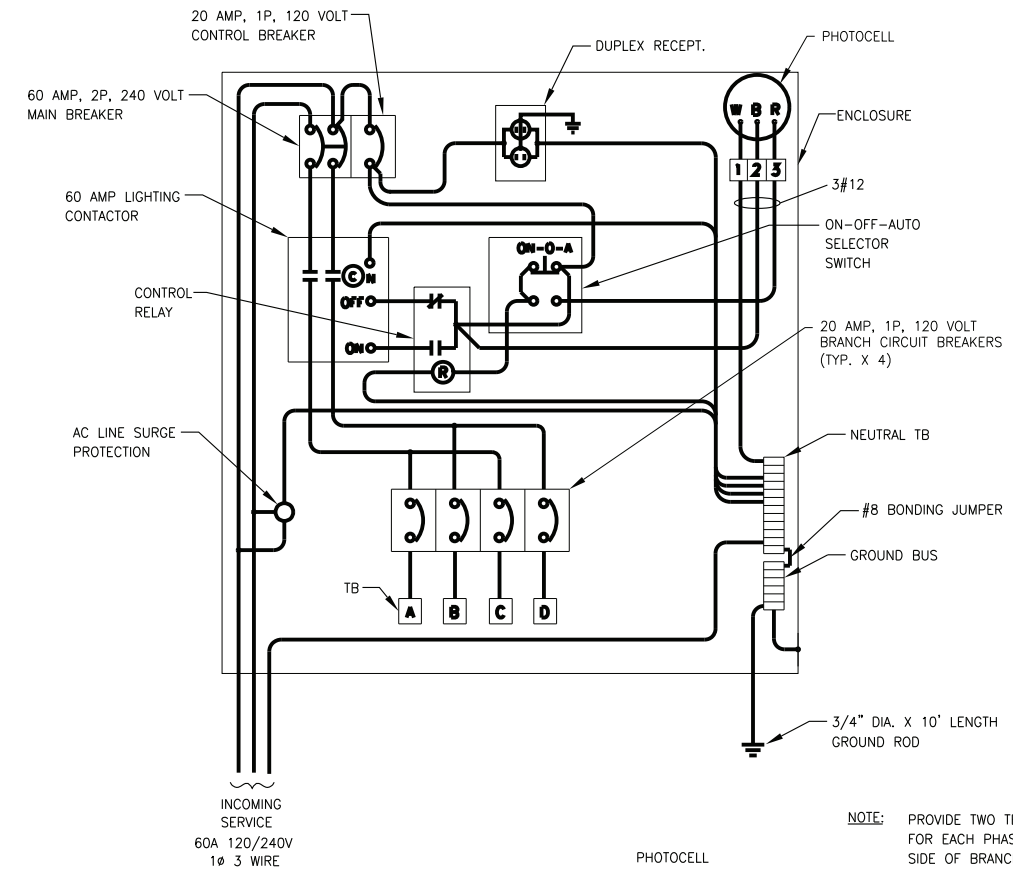 20 AMP, 1P, 120 VOLT
CONTROL BREAKER
DUPLEX RECEPT.
PHOTOCELL
60 AMP, 2P, 240 VOLT
MAIN BREAKER
W B R
ENCLOSURE
1 2 3
3#12
60 AMP LIGHTING
CONTACTOR
ON-OFF-AUTO
SELECTOR
SWITCH
ON-O-A
C N
OFF
CONTROL
RELAY
ON
R
20 AMP, 1P, 120 VOLT
BRANCH CIRCUIT BREAKERS
(TYP. X 4)
AC LINE SURGE
PROTECTION
NEUTRAL TB
#8 BONDING JUMPER
GROUND BUS
TB
A B C D
3/4" DIA. X 10' LENGTH
GROUND ROD
INCOMING
SERVICE
60A 120/240V
1ø 3 WIRE
PHOTOCELL
NOTE: PROVIDE TWO
FOR EACH
SIDE OF